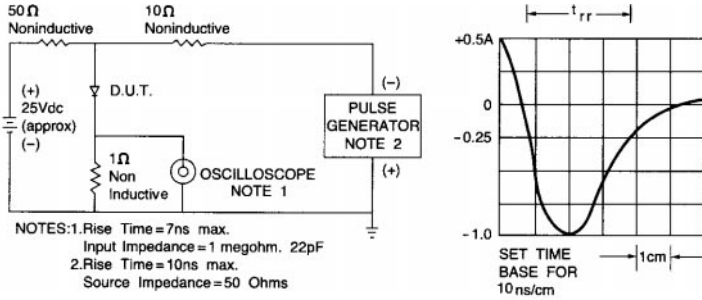 50Ω
Noninductive
10Ω
Noninductive
(+)
25Vdc
(approx)
(–)
D.U.T.
1Ω
Non
Inductive
OSCILLOSCOPE
NOTE 1
(–)
PULSE
GENERATOR
NOTE 2
(+)
NOTES:1.Rise Time=7ns max.
Input Impedance=1 megohm. 22pF
2.Rise Time=10ns max.
Source Impedance=50 Ohms
trr
+0.5A
0
-0.25
-1.0
SET TIME
BASE FOR
10ns/cm
1cm